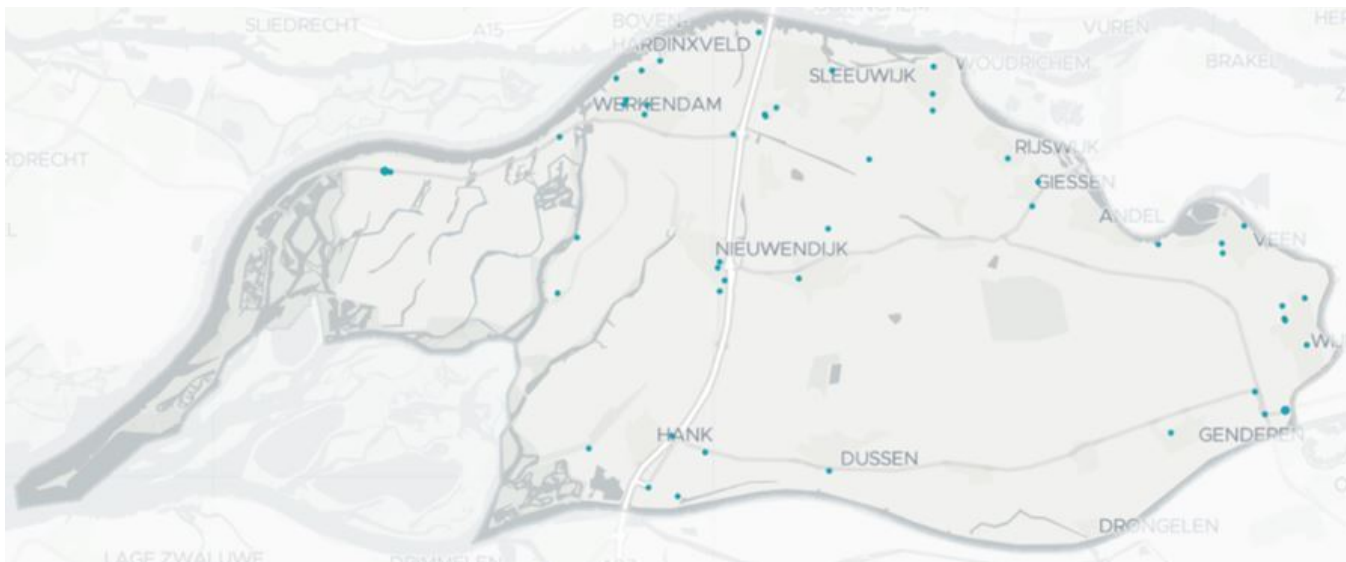 BOVEN-
HARDINXVELD
SLIEDRECHT
A15
VUREN
BRAKEL
SLEEUWIJK
WOUDRICHEM
WERKENDAM
RIJSWIJK
GIESSEN
ANDEL
VEEN
NIEUWENDIJK
HANK
DUSSEN
GENDEREN
DRONGELEN
LAGE ZWALUWE
DRIMMELEN